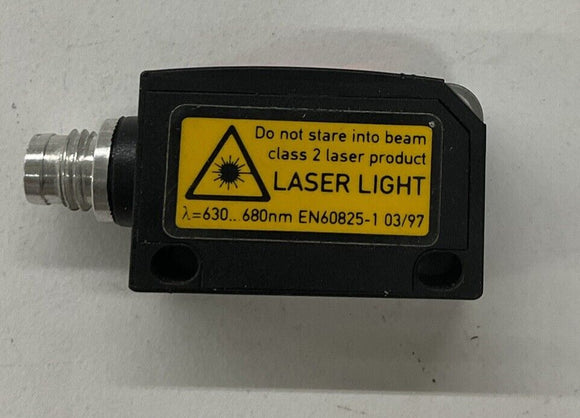 Do not stare into beam
class 2 laser product
LASER LIGHT
λ=630.. 680nm EN60825-1 03/97